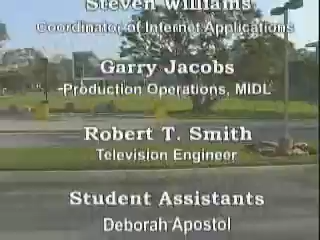 Steven Williams
Coordinator of Internet Applications
Garry Jacobs
Production Operations, MIDL
Robert T. Smith
Television Engineer
Student Assistants
Deborah Apostol